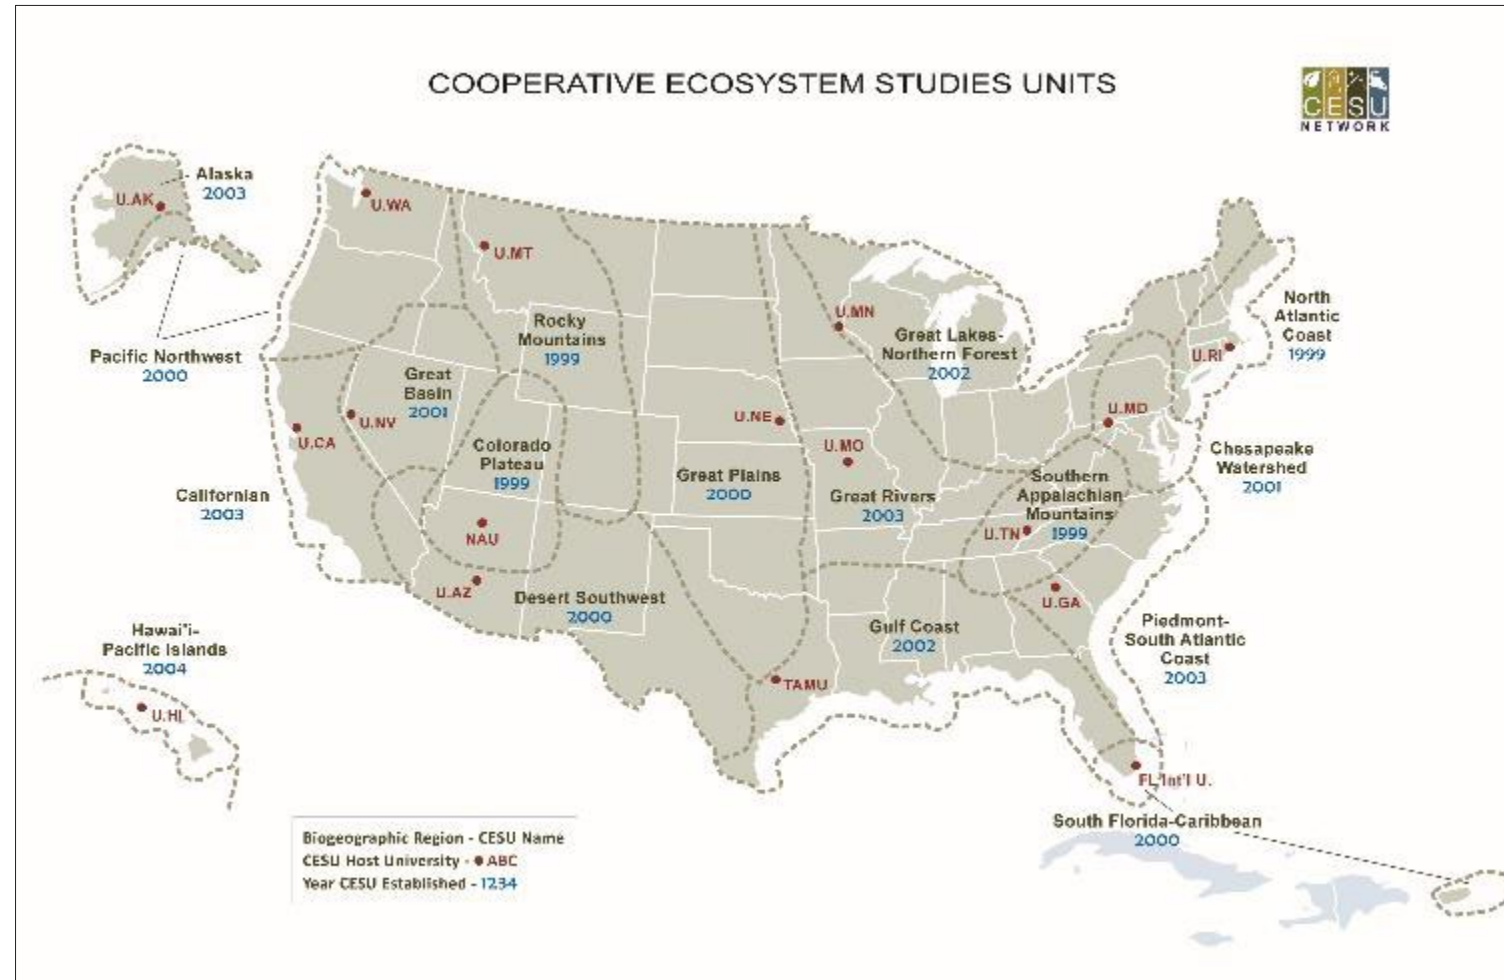 COOPERATIVE ECOSYSTEM STUDIES UNITS
CESU
NETWORK
Alaska
2003
U.AK
U.WA
U.MT
Pacific Northwest
2000
Rocky
Mountains
1999
U.MN
Great Lakes-
Northern Forest
2002
North
Atlantic
Coast
1999
U.RI
Great
Basin
2001
U.NV
U.CA
Colorado
Plateau
1999
U.NE
U.MO
U.MD
Great Plains
2000
Great Rivers
2003
Southern
Appalachian
Mountains
1999
U.TN
Chesapeake
Watershed
2001
Californian
2003
NAU
U.AZ
Desert Southwest
2000
Gulf Coast
2002
U.GA
Piedmont-
South Atlantic
Coast
2003
Hawai'i-
Pacific Islands
2004
U.HI
TAMU
FL Int'l U.
South Florida-Caribbean
2000
Biogeographic Region - CESU Name
CESU Host University - ABC
Year CESU Established - 1234